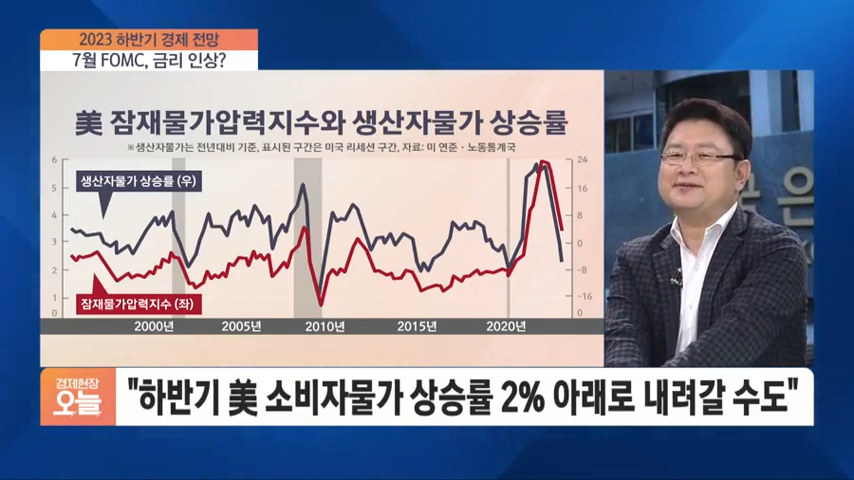 2023 하반기 경제 전망
7월 FOMC, 금리 인상?
美 잠재물가압력지수와 생산자물가 상승률
※ 생산자물가는 전년대비 기준, 표시된 구간은 미국 리세션 구간, 자료: 미 연준·노동통계국
6
5
4
3
2
1
0
24
16
8
0
-8
-16
-24
생산자물가 상승률 (우)
잠재물가압력지수 (좌)
2000년 2005년 2010년 2015년 2020년
은
경제현장
오늘
"하반기 美 소비자물가 상승률 2% 아래로 내려갈 수도"